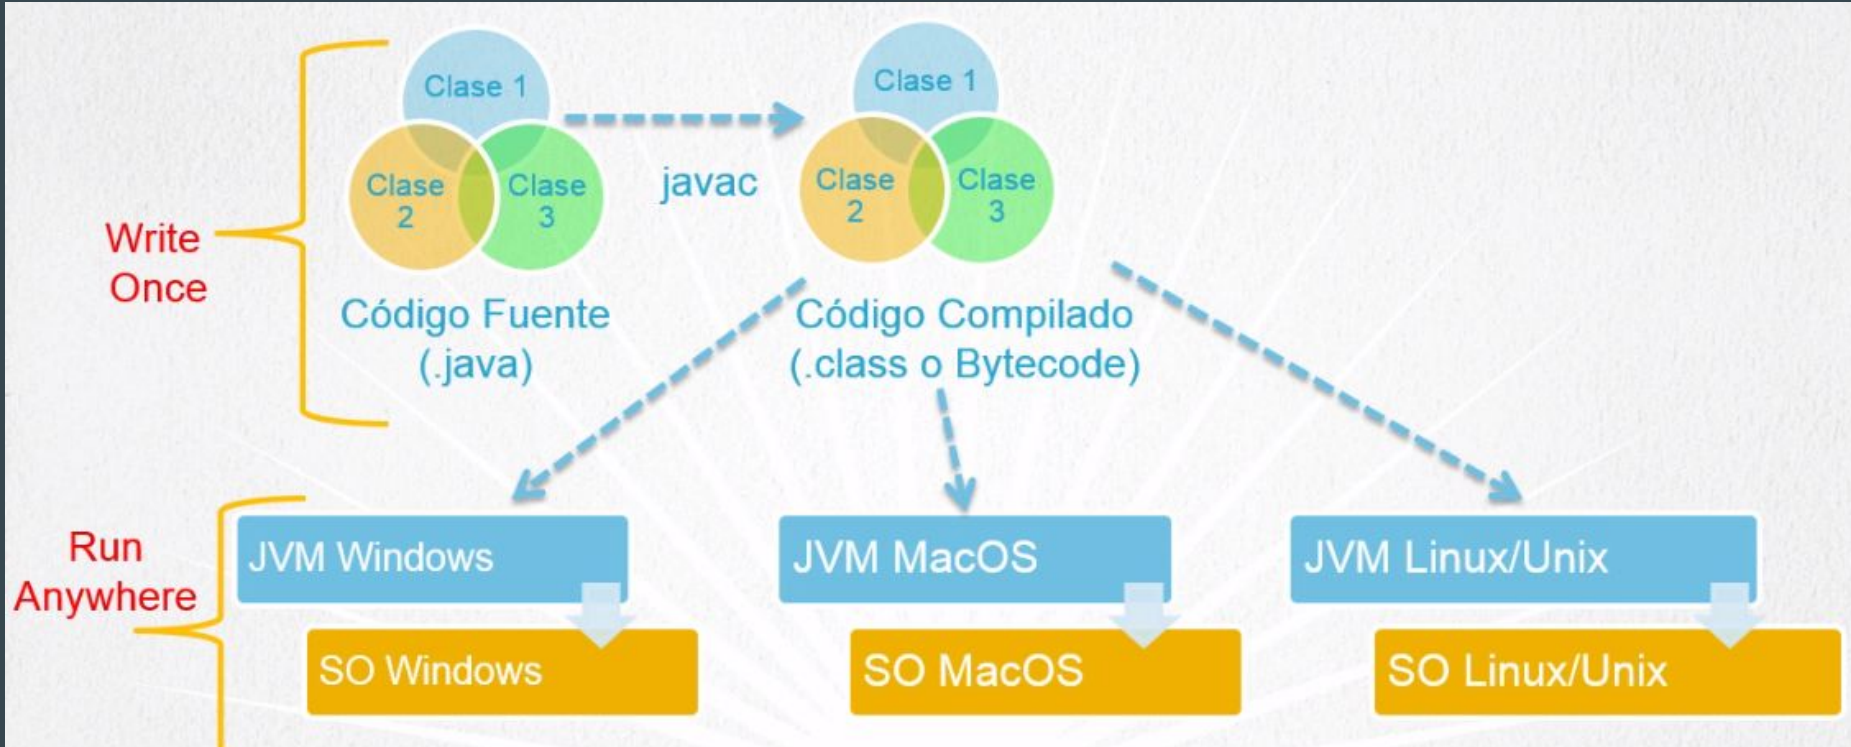 Clase 1
Clase
2
Clase
3
javac
Clase 1
Clase
2
Clase
3
Write
Once
Código Fuente
(.java)
Código Compilado
(.class o Bytecode)
Run
Anywhere
JVM Windows
JVM MacOS
JVM Linux/Unix
SO Windows
SO MacOS
SO Linux/Unix